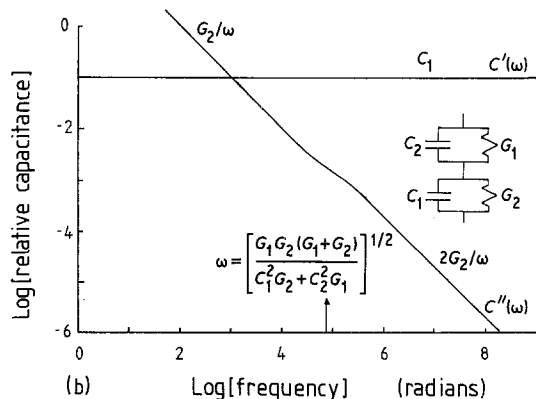 G₂/ω
C₁ C′(ω)
0
-2
-4
-6
Log[relative capacitance]
C₂ G₁
C₁ G₂
ω = [G₁G₂(G₁+G₂) / C₁²G₂+C₂²G₁]^1/2
2G₂/ω
C″(ω)
0 2 4 6 8
(b) Log[frequency] (radians)